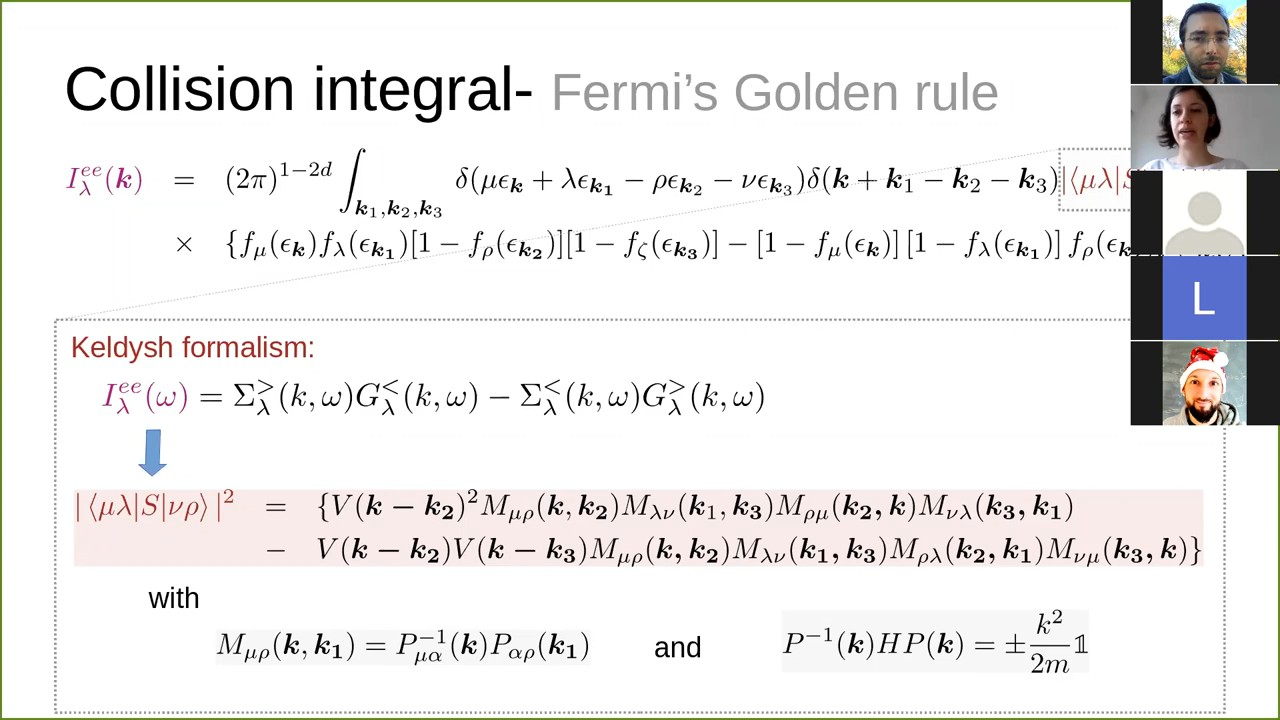 Collision integral- Fermi's Golden rule
I^{ee}_λ(k) = (2π)^{1−2d} ∫_{k_1,k_2,k_3} δ(μϵ_k + λϵ_{k_1} − ρϵ_{k_2} − νϵ_{k_3})δ(k + k_1 − k_2 − k_3)|⟨μλ|S
× {f_μ(ϵ_k)f_λ(ϵ_{k_1})[1 − f_ρ(ϵ_{k_2})][1 − f_ζ(ϵ_{k_3})] − [1 − f_μ(ϵ_k)] [1 − f_λ(ϵ_{k_1})] f_ρ(ϵ_k
Keldysh formalism:
I^{ee}_λ(ω) = Σ^>_λ(k, ω)G^<_λ(k, ω) − Σ^<_λ(k, ω)G^>_λ(k, ω)
|⟨μλ|S|νρ⟩|^2 = {V(k − k_2)^2 M_{μρ}(k, k_2)M_{λν}(k_1, k_3)M_{ρμ}(k_2, k)M_{νλ}(k_3, k_1)
− V(k − k_2)V(k − k_3)M_{μρ}(k, k_2)M_{λν}(k_1, k_3)M_{ρλ}(k_2, k_1)M_{νμ}(k_3, k)}
with
M_{μρ}(k, k_1) = P^{−1}_{μα}(k)P_{αρ}(k_1) and P^{−1}(k)HP(k) = ±\frac{k^2}{2m}𝟙
L